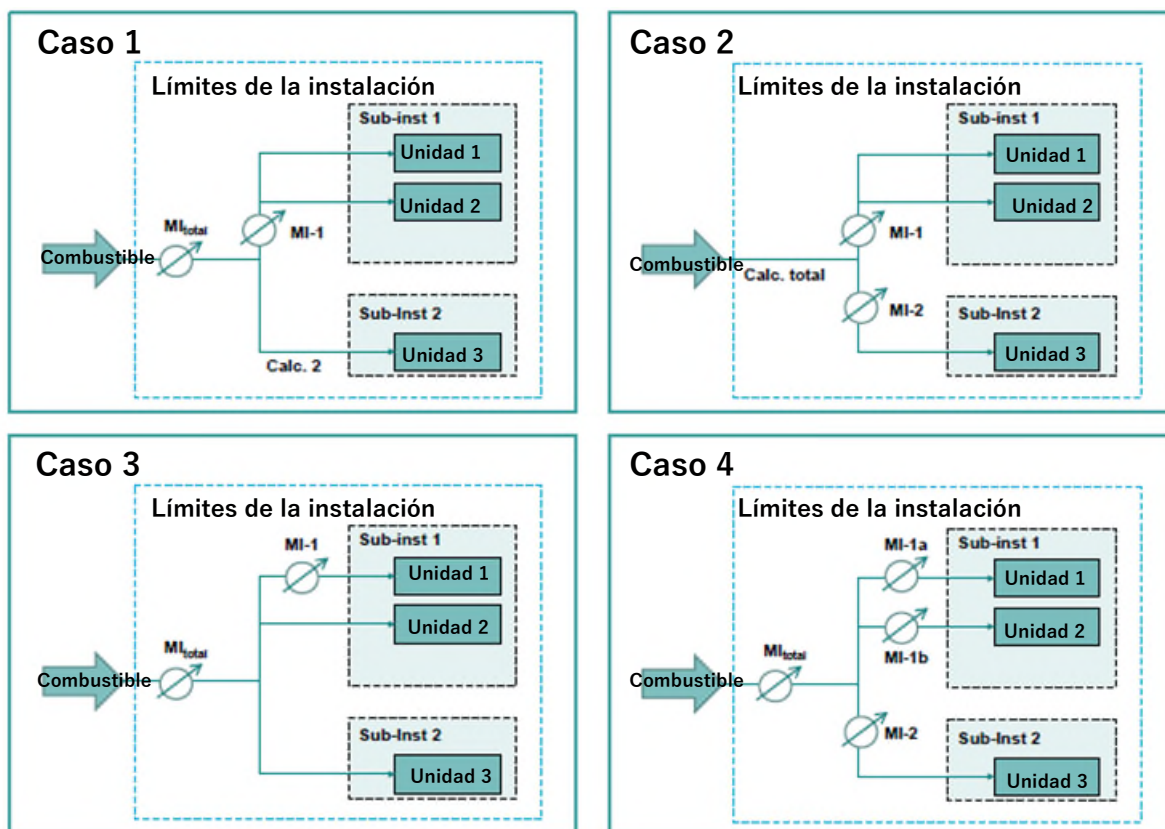 Caso 1
Límites de la instalación
Sub-inst 1
Unidad 1
Unidad 2
MItotal
MI-1
Combustible
Sub-Inst 2
Unidad 3
Calc. 2
Caso 2
Límites de la instalación
Sub-inst 1
Unidad 1
Unidad 2
MI-1
Combustible
Calc. total
MI-2
Sub-Inst 2
Unidad 3
Caso 3
Límites de la instalación
Sub-inst 1
MI-1
Unidad 1
Unidad 2
MItotal
Combustible
Sub-Inst 2
Unidad 3
Caso 4
Límites de la instalación
MI-1a
Sub-inst 1
Unidad 1
Unidad 2
MI-1b
MItotal
Combustible
MI-2
Sub-Inst 2
Unidad 3